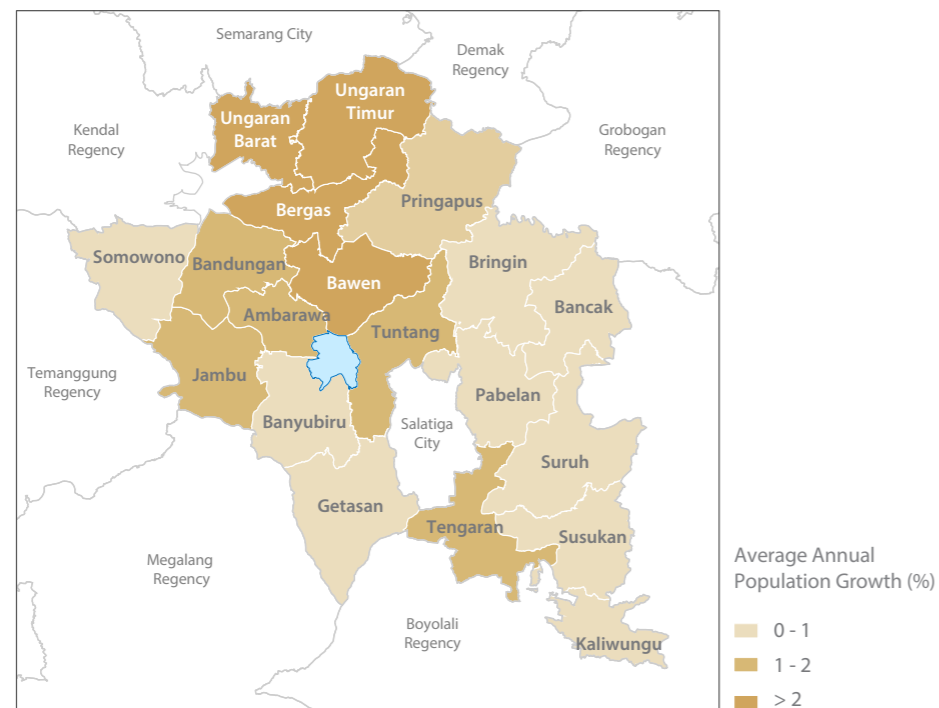 Semarang City
Demak
Regency
Ungaran
Timur
Ungaran
Barat
Kendal
Regency
Grobogan
Regency
Pringapus
Bergas
Somowono
Bandungan
Bringin
Bawen
Bancak
Ambarawa
Tuntang
Temanggung
Regency
Jambu
Pabelan
Banyubiru
Salatiga
City
Suruh
Getasan
Tengaran
Susukan
Megalang
Regency
Boyolali
Regency
Kaliwungu
Average Annual
Population Growth (%)
0 - 1
1 - 2
> 2